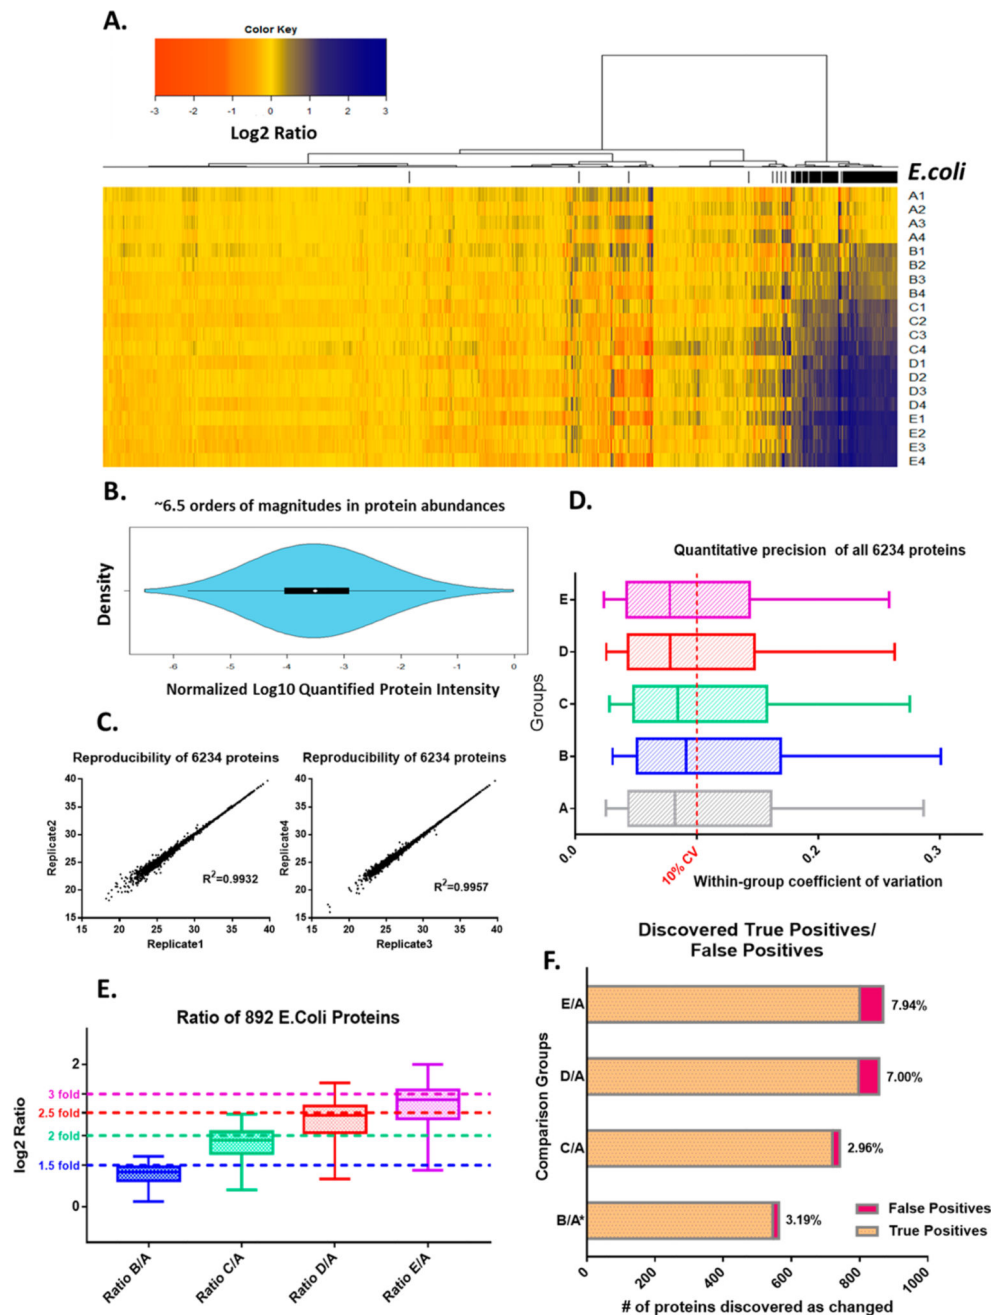 A.
Color Key
-3 -2 -1 0 1 2 3
Log2 Ratio
E.coli
A1
A2
A3
A4
B1
B2
B3
B4
C1
C2
C3
C4
D1
D2
D3
D4
E1
E2
E3
E4
B.
~6.5 orders of magnitudes in protein abundances
Density
-6 -5 -4 -3 -2 -1 0
Normalized Log10 Quantified Protein Intensity
C.
Reproducibility of 6234 proteins
Replicate2
40
35
30
25
20
15
R2=0.9932
15 20 25 30 35 40
Replicate1
Reproducibility of 6234 proteins
Replicate4
40
35
30
25
20
15
R2=0.9957
15 20 25 30 35 40
Replicate3
D.
Quantitative precision of all 6234 proteins
Groups
E
D
C
B
A
0.0 10% CV 0.2 0.3
Within-group coefficient of variation
E.
Ratio of 892 E.Coli Proteins
log2 Ratio
2
3 fold
2.5 fold
2 fold
1.5 fold
0
Ratio B/A Ratio C/A Ratio D/A Ratio E/A
Discovered True Positives/
False Positives
F.
Comparison Groups
E/A 7.94%
D/A 7.00%
C/A 2.96%
B/A* 3.19%
False Positives
True Positives
0 200 400 600 800 1000
# of proteins discovered as changed